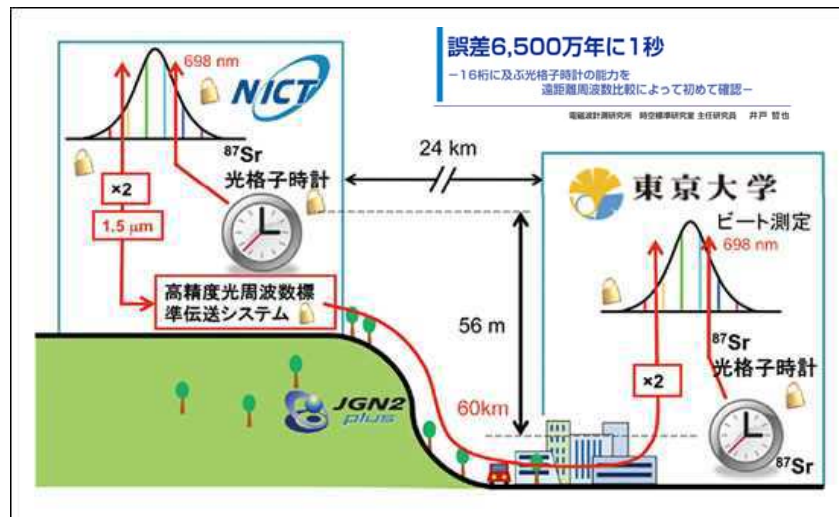 誤差6,500万年に1秒
－16桁に及ぶ光格子時計の能力を
遠距離周波数比較によって初めて確認－
電磁波計測研究所 時空標準研究室 主任研究員 井戸 哲也
698 nm
NICT
87Sr
光格子時計
×2
1.5 μm
高精度光周波数標
準伝送システム
24 km
56 m
60km
JGN2
plus
東京大学
ビート測定
698 nm
87Sr
光格子時計
×2
87Sr